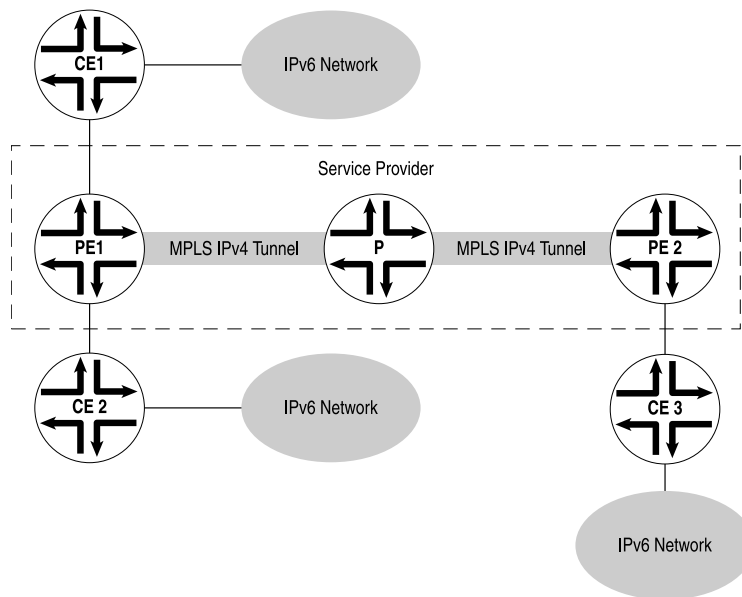 CE1
IPv6 Network
Service Provider
PE1
MPLS IPv4 Tunnel
P
MPLS IPv4 Tunnel
PE 2
CE 2
IPv6 Network
CE 3
IPv6 Network